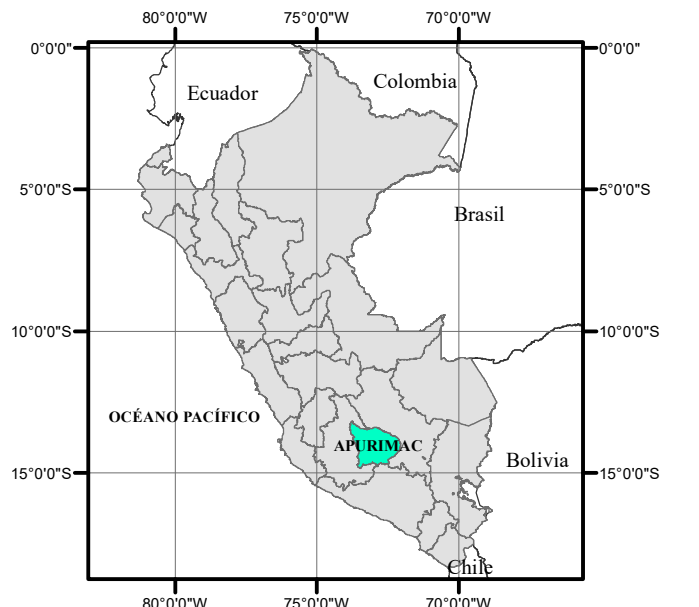 80°0'0"W 75°0'0"W 70°0'0"W
0°0'0" 0°0'0"
Ecuador
Colombia
5°0'0"S 5°0'0"S
Brasil
10°0'0"S 10°0'0"S
OCÉANO PACÍFICO
APURIMAC
Bolivia
15°0'0"S 15°0'0"S
Chile
80°0'0"W 75°0'0"W 70°0'0"W